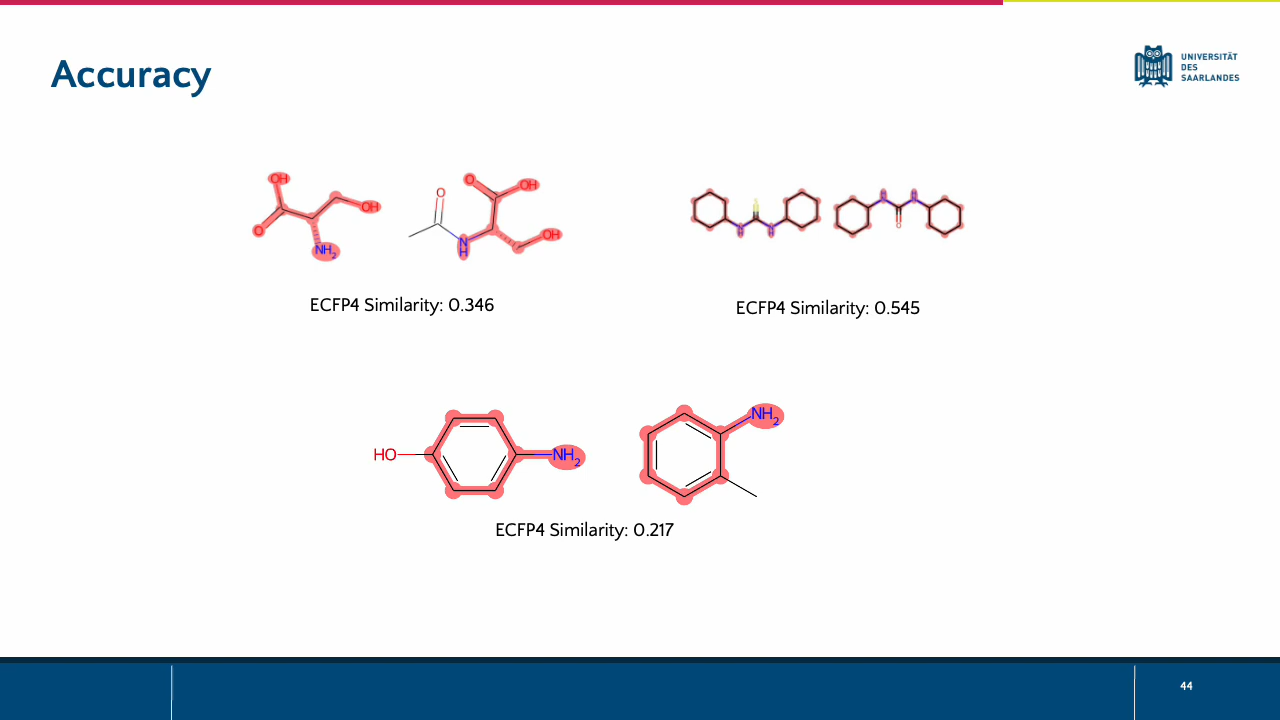 Accuracy
UNIVERSITÄT
DES
SAARLANDES
OH
O
OH
NH2
O
N
H
O
OH
OH
S
N
H
N
H
H
N
H
N
O
ECFP4 Similarity: 0.346
ECFP4 Similarity: 0.545
HO
NH2
NH2
ECFP4 Similarity: 0.217
44